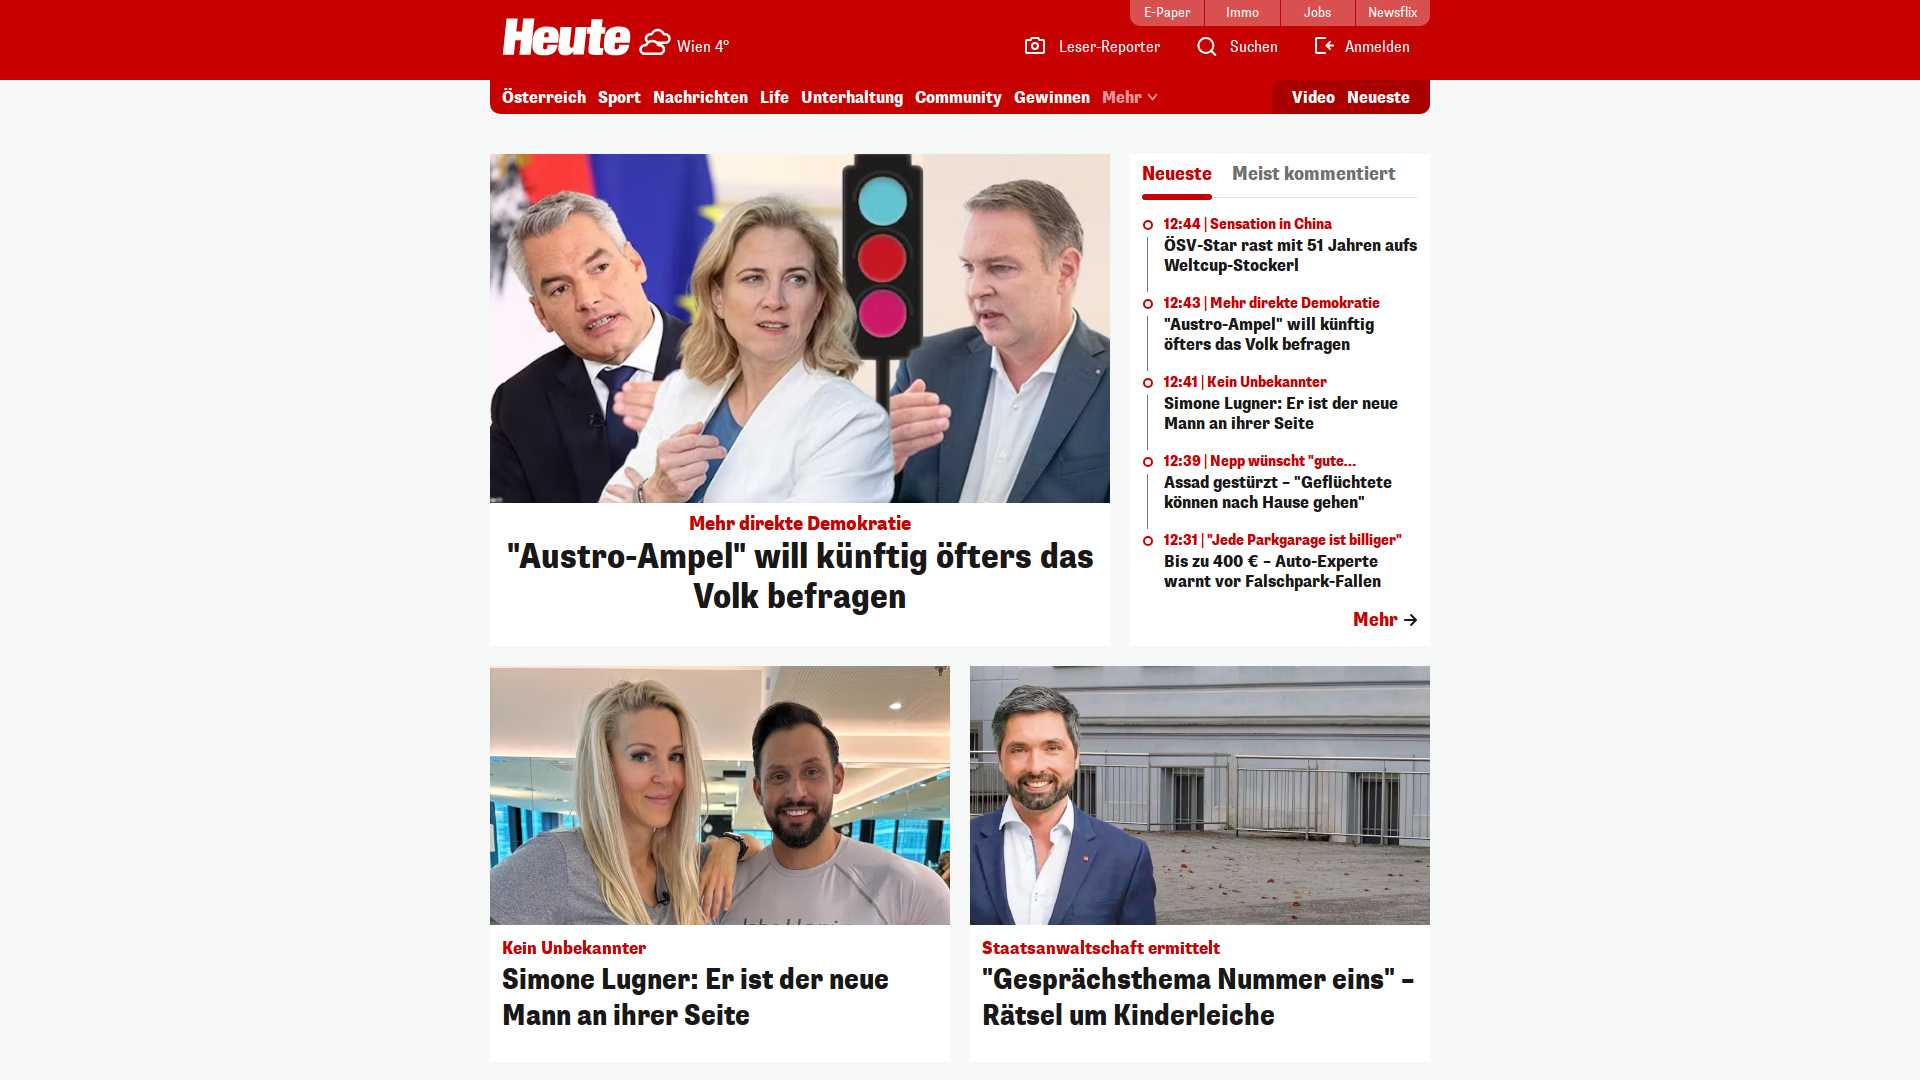 E-Paper
Immo
Jobs
Newsflix
Heute
Wien 4°
Leser-Reporter
Suchen
Anmelden
Österreich
Sport
Nachrichten
Life
Unterhaltung
Community
Gewinnen
Mehr
Video
Neueste
Mehr direkte Demokratie
"Austro-Ampel" will künftig öfters das
Volk befragen
Neueste
Meist kommentiert
12:44 | Sensation in China
ÖSV-Star rast mit 51 Jahren aufs
Weltcup-Stockerl
12:43 | Mehr direkte Demokratie
"Austro-Ampel" will künftig
öfters das Volk befragen
12:41 | Kein Unbekannter
Simone Lugner: Er ist der neue
Mann an ihrer Seite
12:39 | Nepp wünscht "gute...
Assad gestürzt – "Geflüchtete
können nach Hause gehen"
12:31 | "Jede Parkgarage ist billiger"
Bis zu 400 € – Auto-Experte
warnt vor Falschpark-Fallen
Mehr
Kein Unbekannter
Simone Lugner: Er ist der neue
Mann an ihrer Seite
Staatsanwaltschaft ermittelt
"Gesprächsthema Nummer eins" –
Rätsel um Kinderleiche